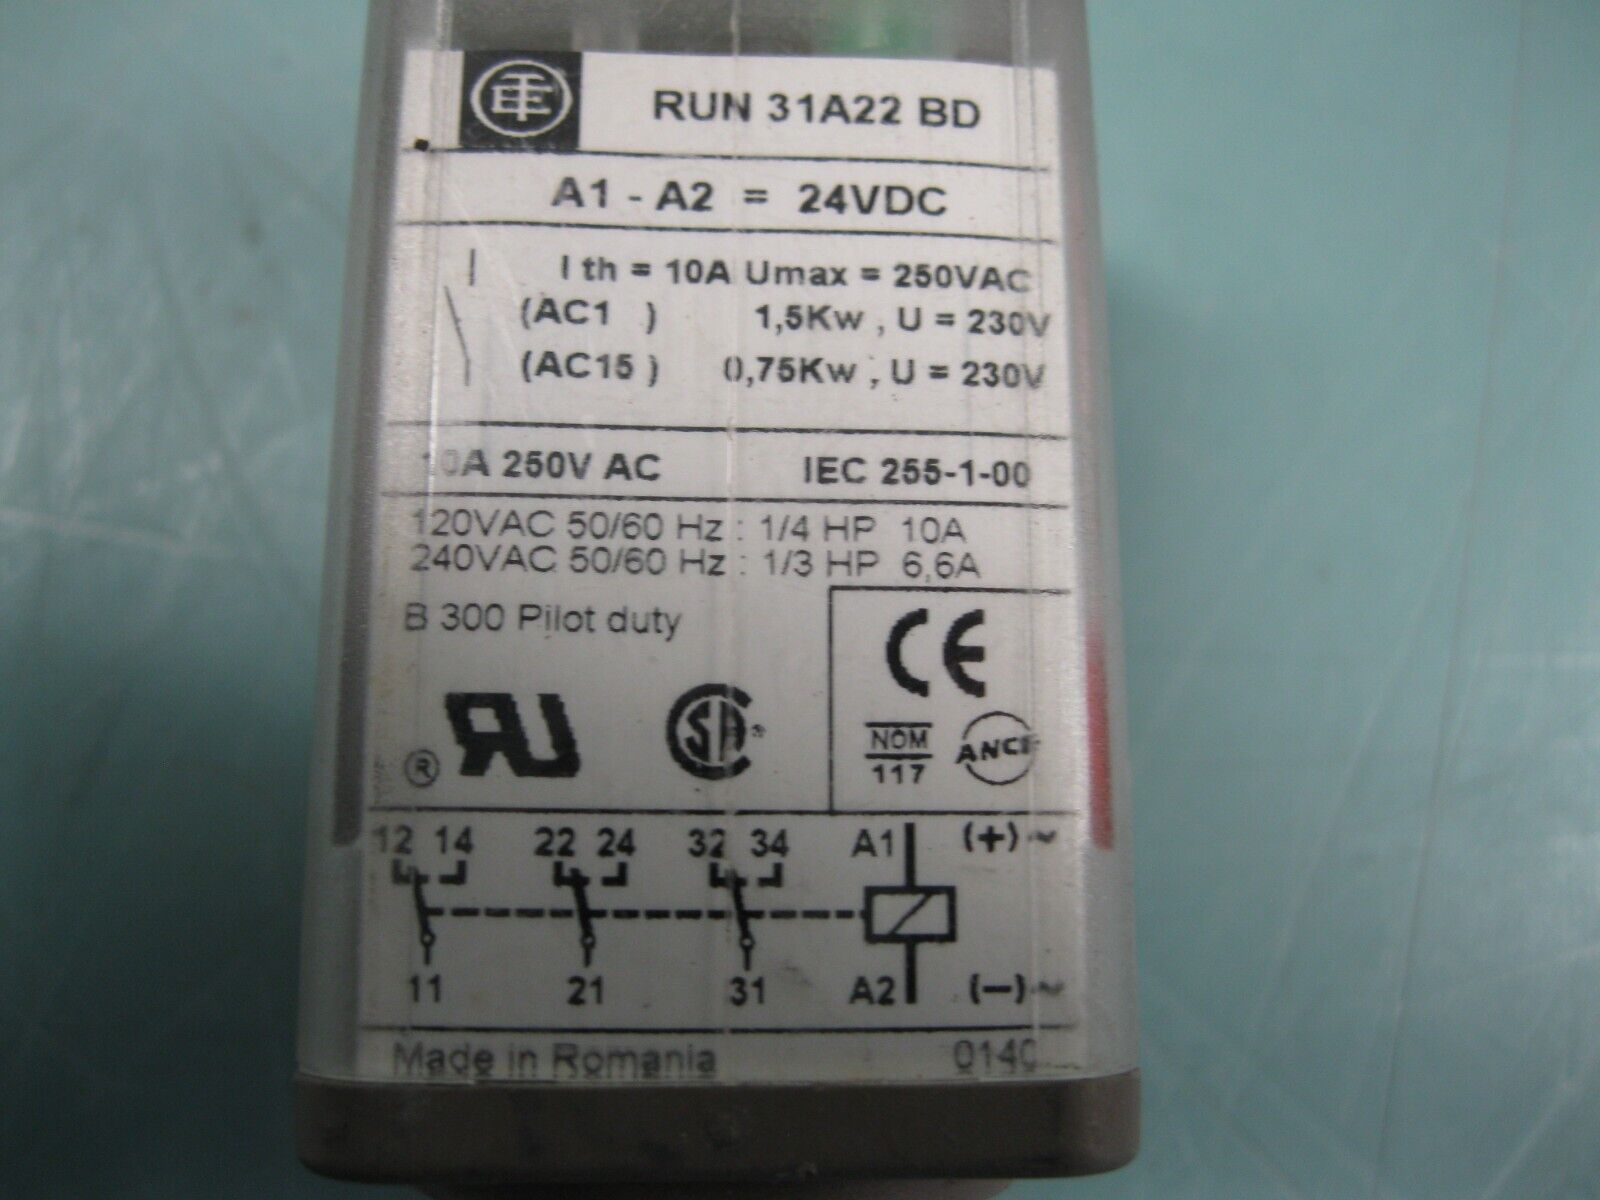 TE
RUN 31A22 BD
A1 - A2 = 24VDC
I th = 10A Umax = 250VAC
(AC1 ) 1,5Kw , U = 230V
(AC15 ) 0,75Kw , U = 230V
10A 250V AC IEC 255-1-00
120VAC 50/60 Hz : 1/4 HP 10A
240VAC 50/60 Hz : 1/3 HP 6,6A
B 300 Pilot duty
CE
® RU SA
NOM ANCE
117
12 14 22 24 32 34 A1 (+) ~
11 21 31 A2 (–) ~
Made in Romania 0140